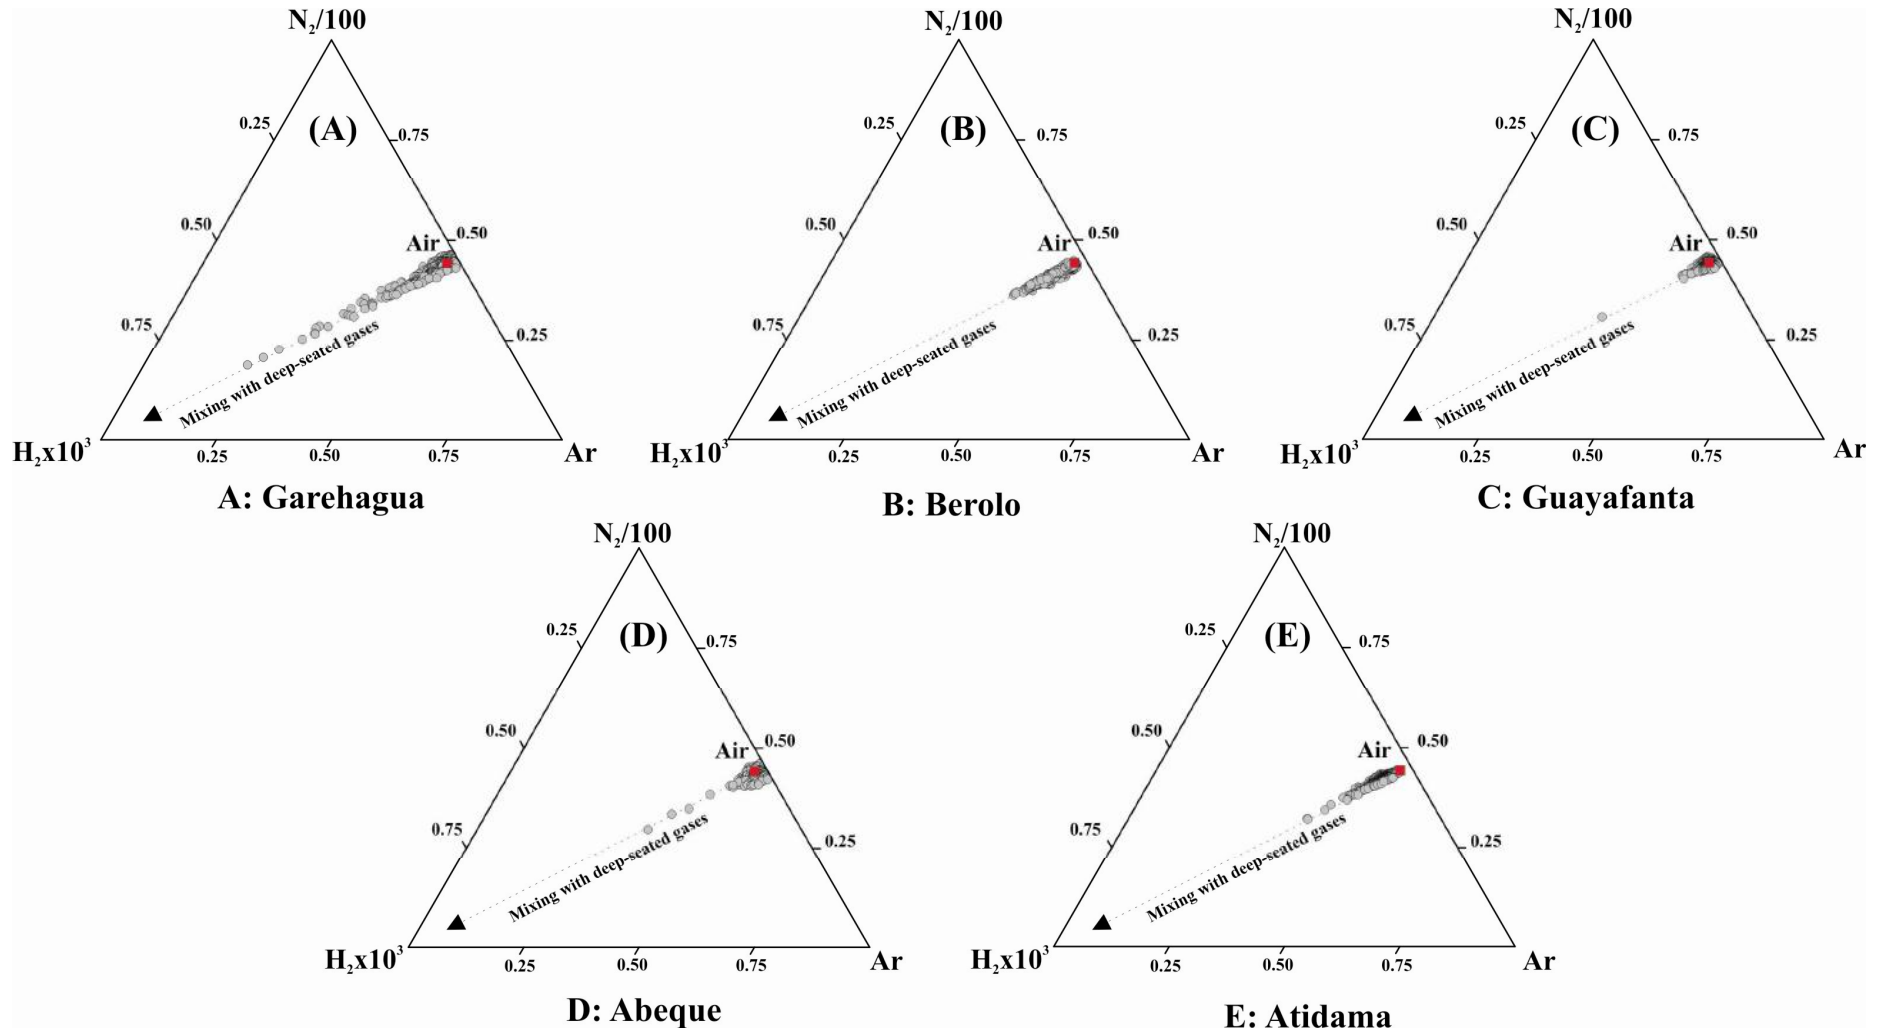 N₂/100
N₂/100
N₂/100
(A)
(B)
(C)
0.25
0.75
0.25
0.75
0.25
0.75
0.50
0.50
0.50
0.50
0.50
0.50
Air
Air
Air
0.75
0.25
0.75
0.25
0.75
0.25
Mixing with deep-seated gases
Mixing with deep-seated gases
Mixing with deep-seated gases
H₂x10³
0.25
0.50
0.75
Ar
H₂x10³
0.25
0.50
0.75
Ar
H₂x10³
0.25
0.50
0.75
Ar
A: Garehagua
B: Berolo
C: Guayafanta
N₂/100
N₂/100
(D)
(E)
0.25
0.75
0.25
0.75
0.50
0.50
0.50
0.50
Air
Air
0.75
0.25
0.75
0.25
Mixing with deep-seated gases
Mixing with deep-seated gases
H₂x10³
0.25
0.50
0.75
Ar
H₂x10³
0.25
0.50
0.75
Ar
D: Abeque
E: Atidama